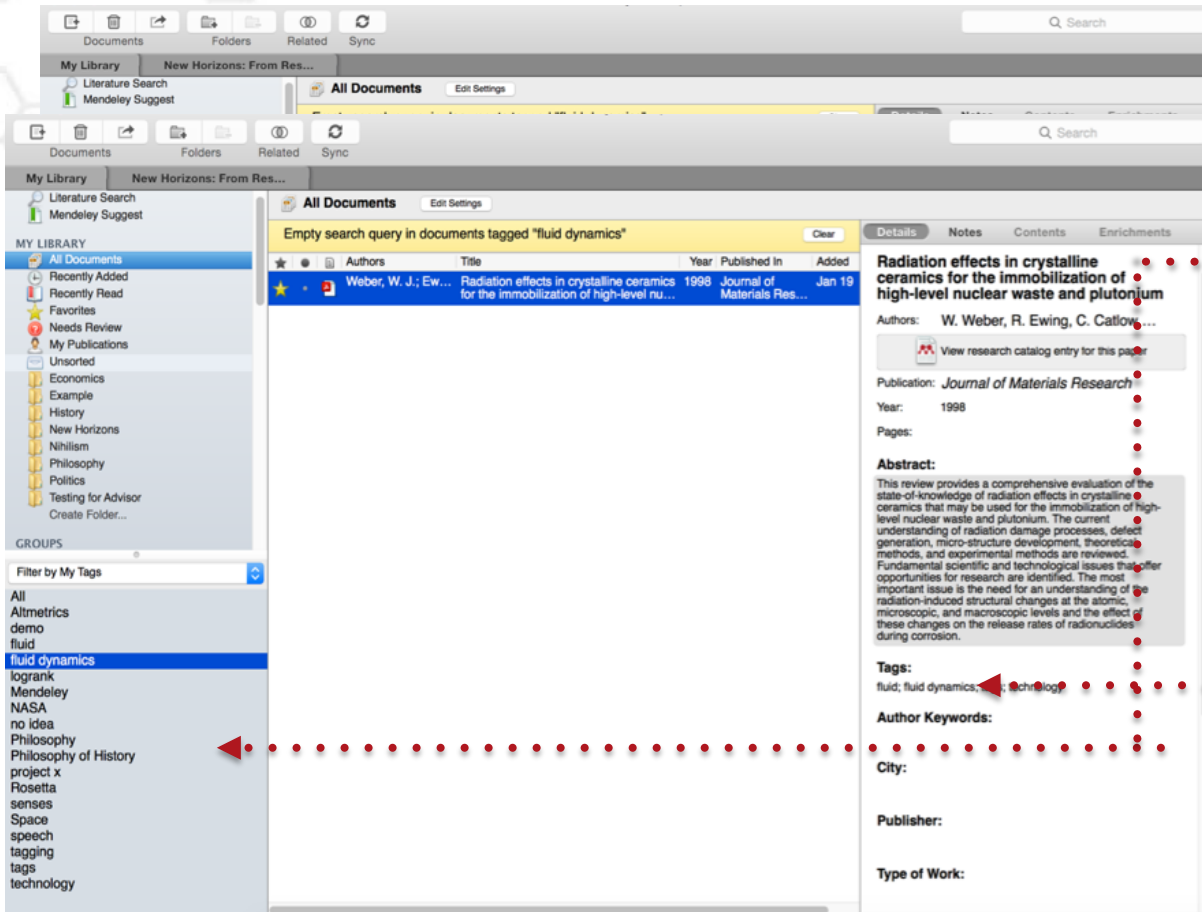 Search
Documents Folders Related Sync
My Library New Horizons: From Res...
Literature Search
Mendeley Suggest
All Documents Edit Settings
Search
Documents Folders Related Sync
My Library New Horizons: From Res...
Literature Search
Mendeley Suggest
MY LIBRARY
All Documents
Recently Added
Recently Read
Favorites
Needs Review
My Publications
Unsorted
Economics
Example
History
New Horizons
Nihilism
Philosophy
Politics
Testing for Advisor
Create Folder...
GROUPS
Filter by My Tags
All
Altmetrics
demo
fluid
fluid dynamics
logrank
Mendeley
NASA
no idea
Philosophy
Philosophy of History
project x
Rosetta
senses
Space
speech
tagging
tags
technology
All Documents Edit Settings
Empty search query in documents tagged "fluid dynamics" Clear
Authors Title Year Published In Added
Weber, W. J.; Ew... Radiation effects in crystalline ceramics 1998 Journal of Jan 19
for the immobilization of high-level nu... Materials Res...
Details Notes Contents Enrichments
Radiation effects in crystalline
ceramics for the immobilization of
high-level nuclear waste and plutonium
Authors: W. Weber, R. Ewing, C. Catlow, ...
View research catalog entry for this paper
Publication: Journal of Materials Research
Year: 1998
Pages:
Abstract:
This review provides a comprehensive evaluation of the
state-of-knowledge of radiation effects in crystalline
ceramics that may be used for the immobilization of high-
level nuclear waste and plutonium. The current
understanding of radiation damage processes, defect
generation, micro-structure development, theoretical
methods, and experimental methods are reviewed.
Fundamental scientific and technological issues that offer
opportunities for research are identified. The most
important issue is the need for an understanding of the
radiation-induced structural changes at the atomic,
microscopic, and macroscopic levels and the effect of
these changes on the release rates of radionuclides
during corrosion.
Tags:
fluid; fluid dynamics; technology
Author Keywords:
City:
Publisher:
Type of Work: